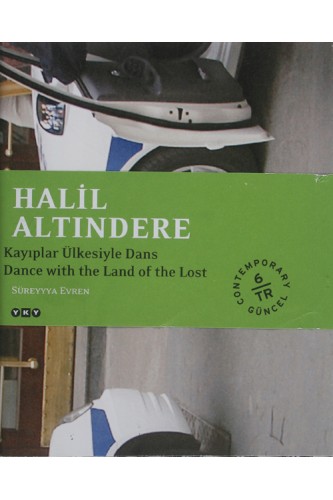 HALİL
ALTINDERE
Kayıplar Ülkesiyle Dans
Dance with the Land of the Lost
SÜREYYYA EVREN
YKY
CONTEMPORARY
6
TR
GÜNCEL